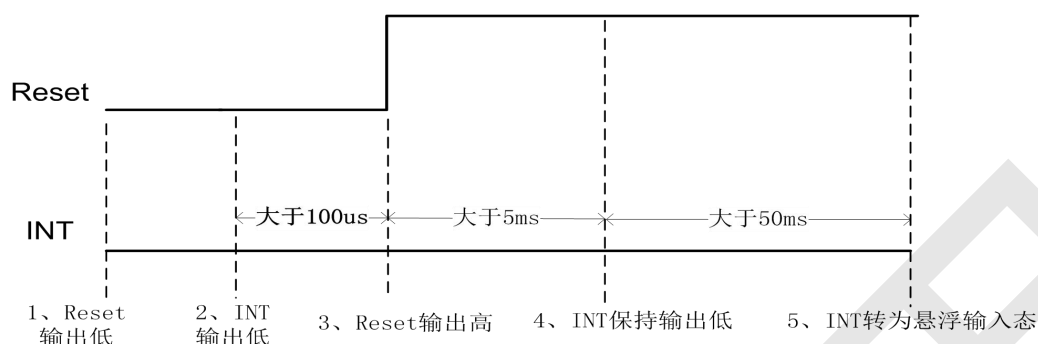 Reset
大于100us
大于5ms
大于50ms
INT
1、Reset
输出低
2、INT
输出低
3、Reset输出高
4、INT保持输出低
5、INT转为悬浮输入态